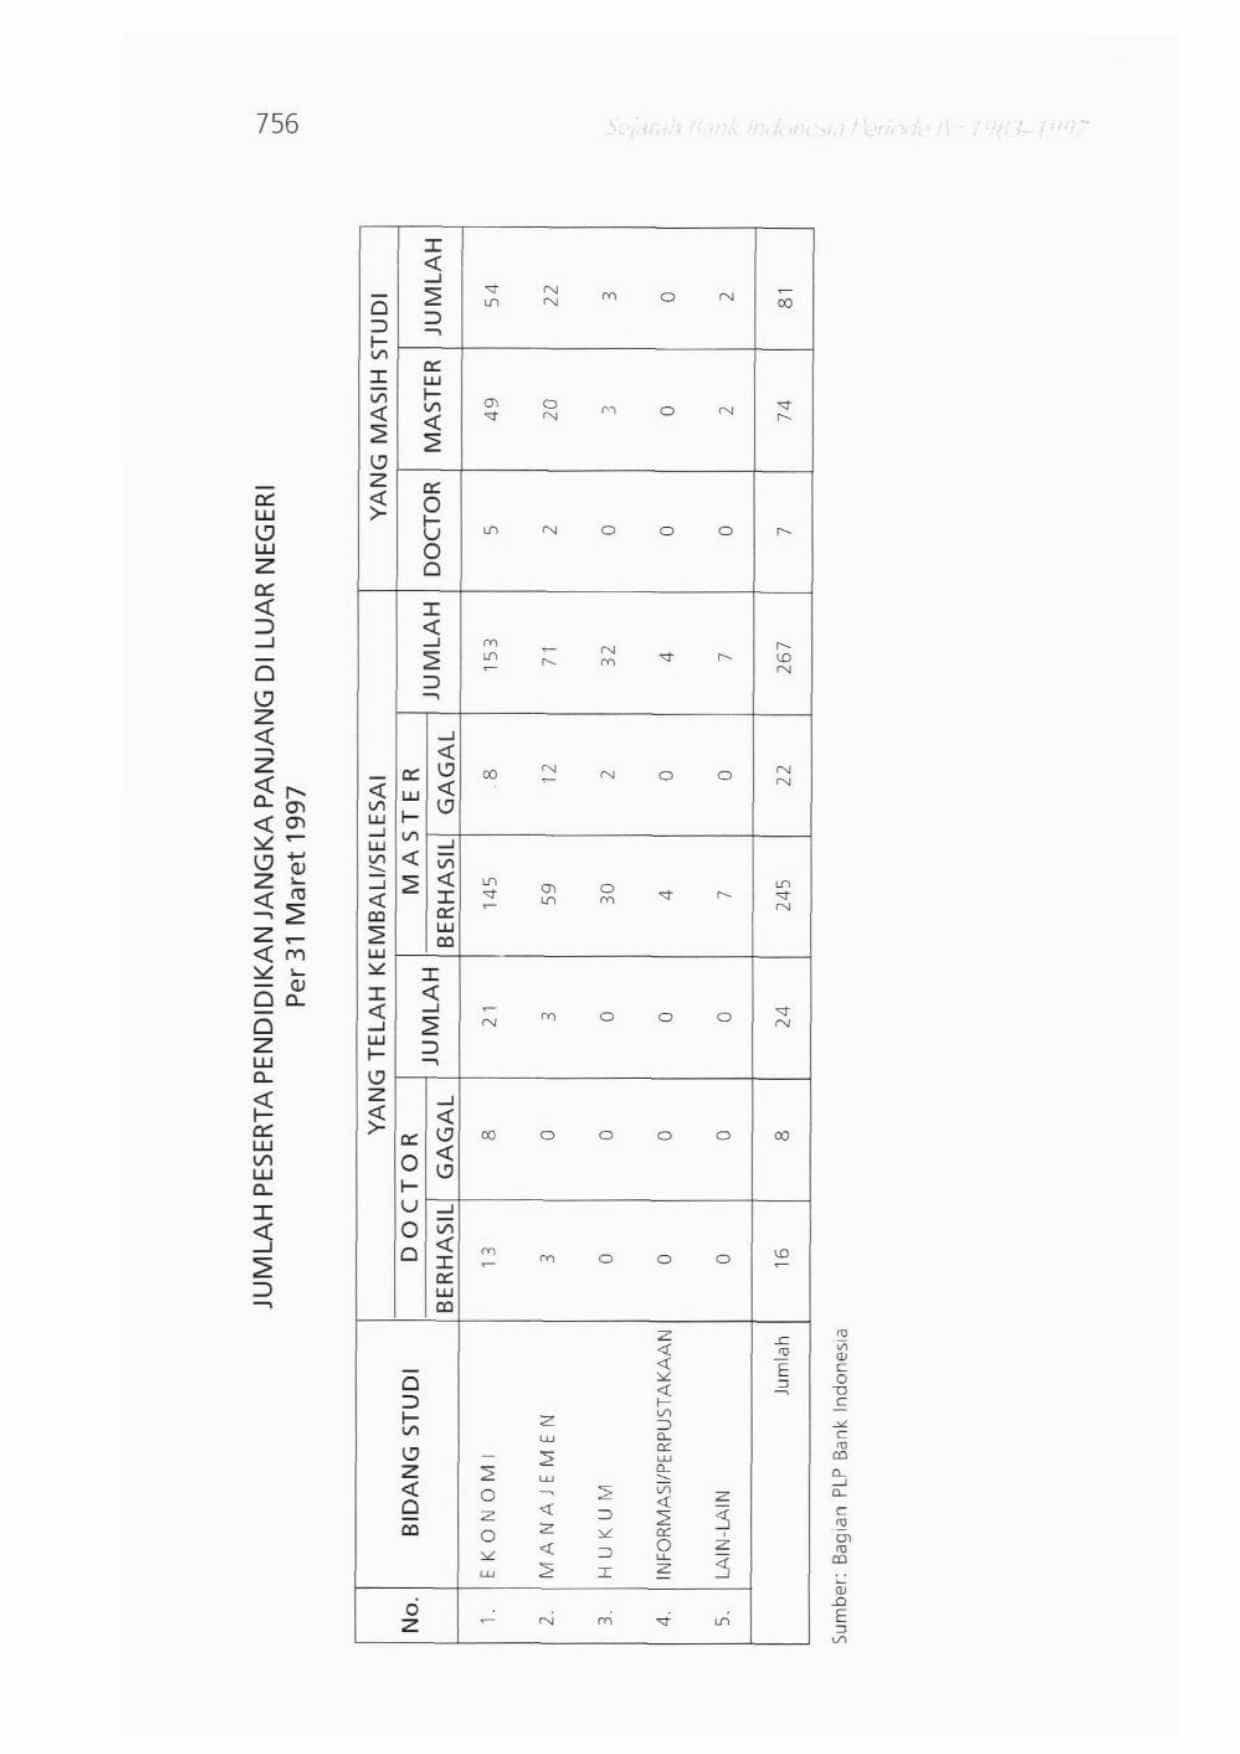 756
Sejarah Bank Indonesia Periode IV: 1983–1997
JUMLAH PESERTA PENDIDIKAN JANGKA PANJANG DI LUAR NEGERI
Per 31 Maret 1997
No. BIDANG STUDI YANG TELAH KEMBALI/SELESAI YANG MASIH STUDI
D O C T O R JUMLAH M A S T E R JUMLAH DOCTOR MASTER JUMLAH
BERHASIL GAGAL BERHASIL GAGAL
1. E K O N O M I 13 8 21 145 8 153 5 49 54
2. M A N A J E M E N 3 0 3 59 12 71 2 20 22
3. H U K U M 0 0 0 30 2 32 0 3 3
4. INFORMASI/PERPUSTAKAAN 0 0 0 4 0 4 0 0 0
5. LAIN-LAIN 0 0 0 7 0 7 0 2 2
Jumlah 16 8 24 245 22 267 7 74 81
Sumber: Bagian PLP Bank Indonesia